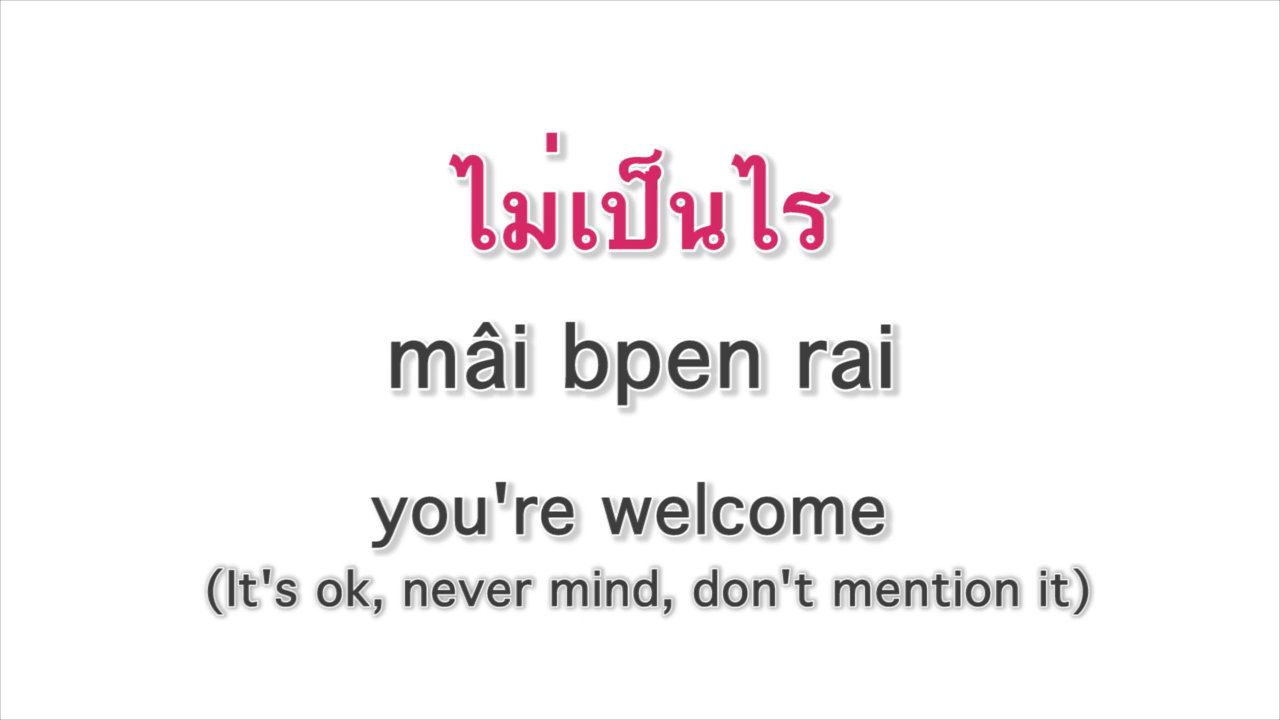 ไม่เป็นไร
mâi bpen rai
you're welcome
(It's ok, never mind, don't mention it)